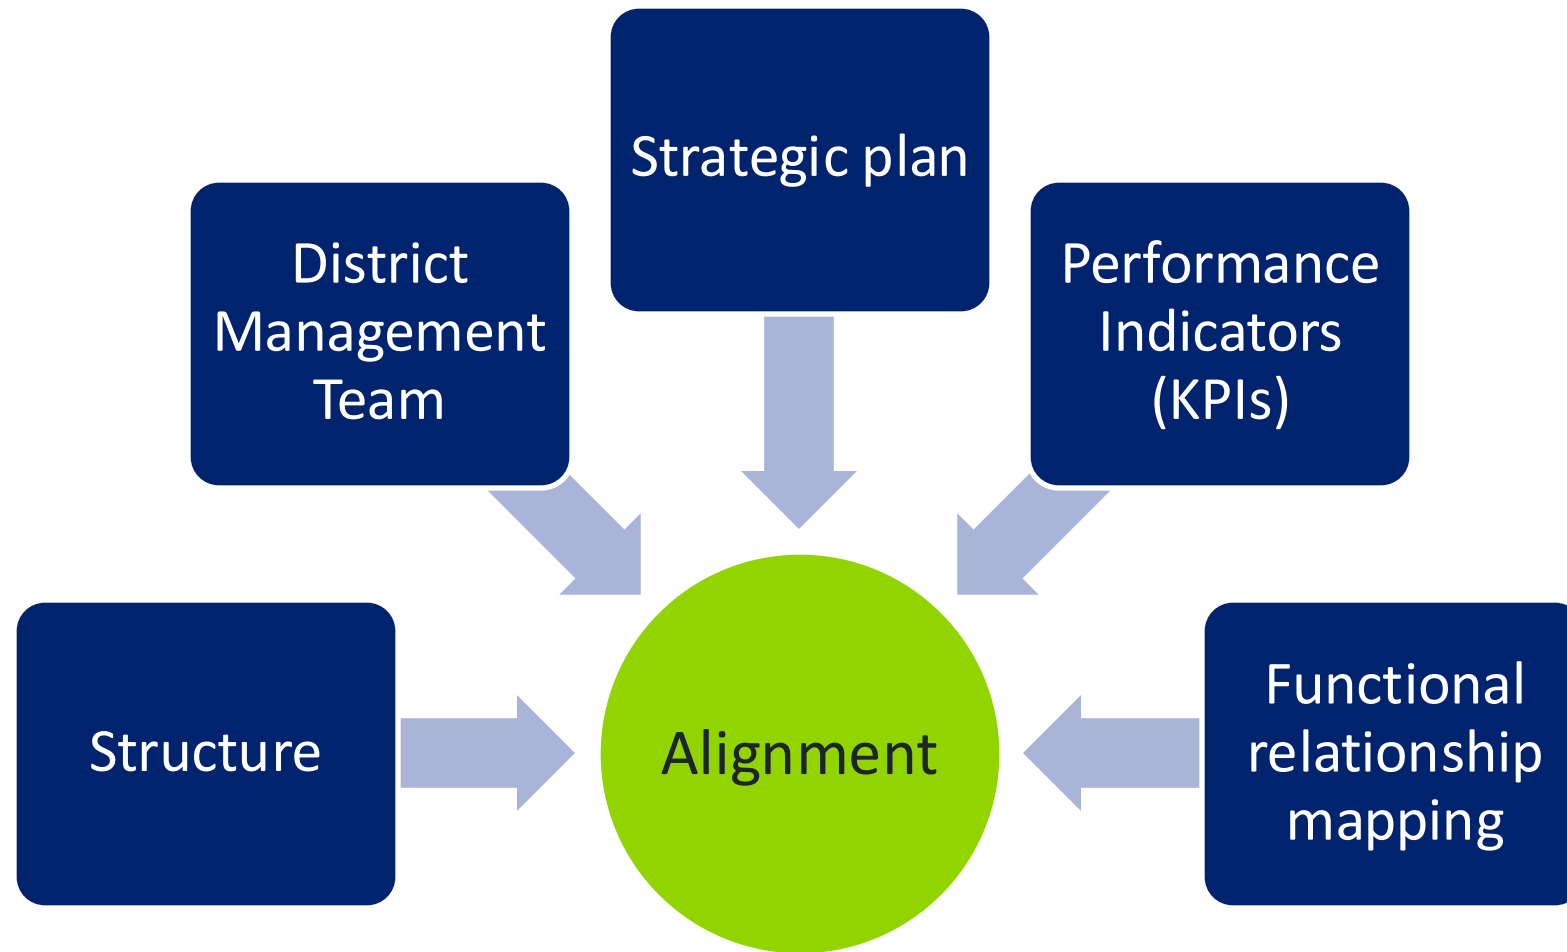 Strategic plan
District
Management
Team
Performance
Indicators
(KPIs)
Structure
Alignment
Functional
relationship
mapping